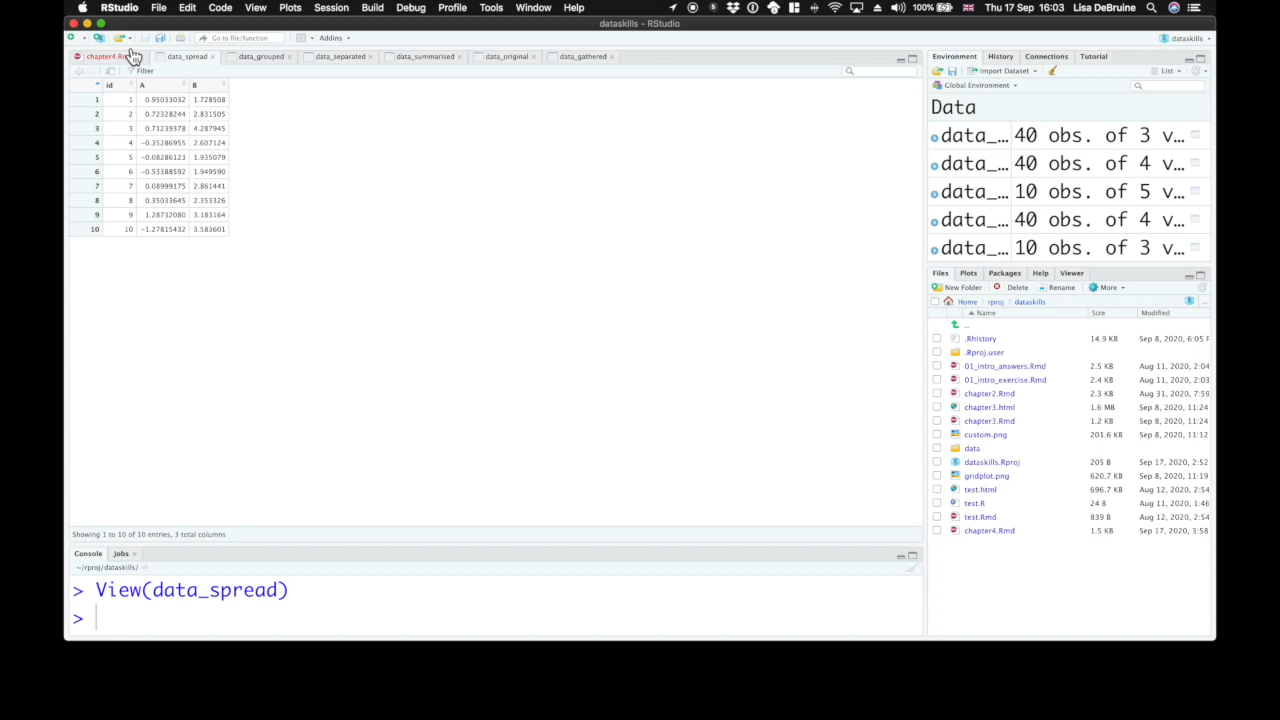 RStudio File Edit Code View Plots Session Build Debug Profile Tools Window Help 100% Thu 17 Sep 16:03 Lisa DeBruine
dataskills - RStudio
Go to file/function Addins dataskills
chapter4.Rm data_spread data_grouped data_separated data_summarised data_original data_gathered
Filter
id A B
1 1 0.95033032 1.728508
2 2 0.72328244 2.831505
3 3 0.71239378 4.287945
4 4 -0.35286955 2.607124
5 5 -0.08286123 1.935079
6 6 -0.53388592 1.949590
7 7 0.08999175 2.861441
8 8 0.35033645 2.353326
9 9 1.28732080 3.183164
10 10 -1.27815432 3.583601
Showing 1 to 10 of 10 entries, 3 total columns
Console Jobs
~/rproj/dataskills/
> View(data_spread)
>
Environment History Connections Tutorial
Import Dataset List
Global Environment
Data
data_… 40 obs. of 3 v…
data_… 40 obs. of 4 v…
data_… 10 obs. of 5 v…
data_… 40 obs. of 4 v…
data_… 10 obs. of 3 v…
Files Plots Packages Help Viewer
New Folder Delete Rename More
Home rproj dataskills ...
Name Size Modified
..
.Rhistory 14.9 KB Sep 8, 2020, 6:05 P
.Rproj.user
01_intro_answers.Rmd 2.5 KB Aug 11, 2020, 2:04
01_intro_exercise.Rmd 2.4 KB Aug 11, 2020, 2:03
chapter2.Rmd 2.3 KB Aug 31, 2020, 7:59
chapter3.html 1.6 MB Sep 8, 2020, 11:24
chapter3.Rmd 1.2 KB Sep 8, 2020, 11:24
custom.png 201.6 KB Sep 8, 2020, 11:12
data
dataskills.Rproj 205 B Sep 17, 2020, 2:52
gridplot.png 620.7 KB Sep 8, 2020, 11:19
test.html 696.7 KB Aug 12, 2020, 2:54
test.R 24 B Aug 11, 2020, 1:46
test.Rmd 839 B Aug 12, 2020, 2:54
chapter4.Rmd 1.5 KB Sep 17, 2020, 3:58